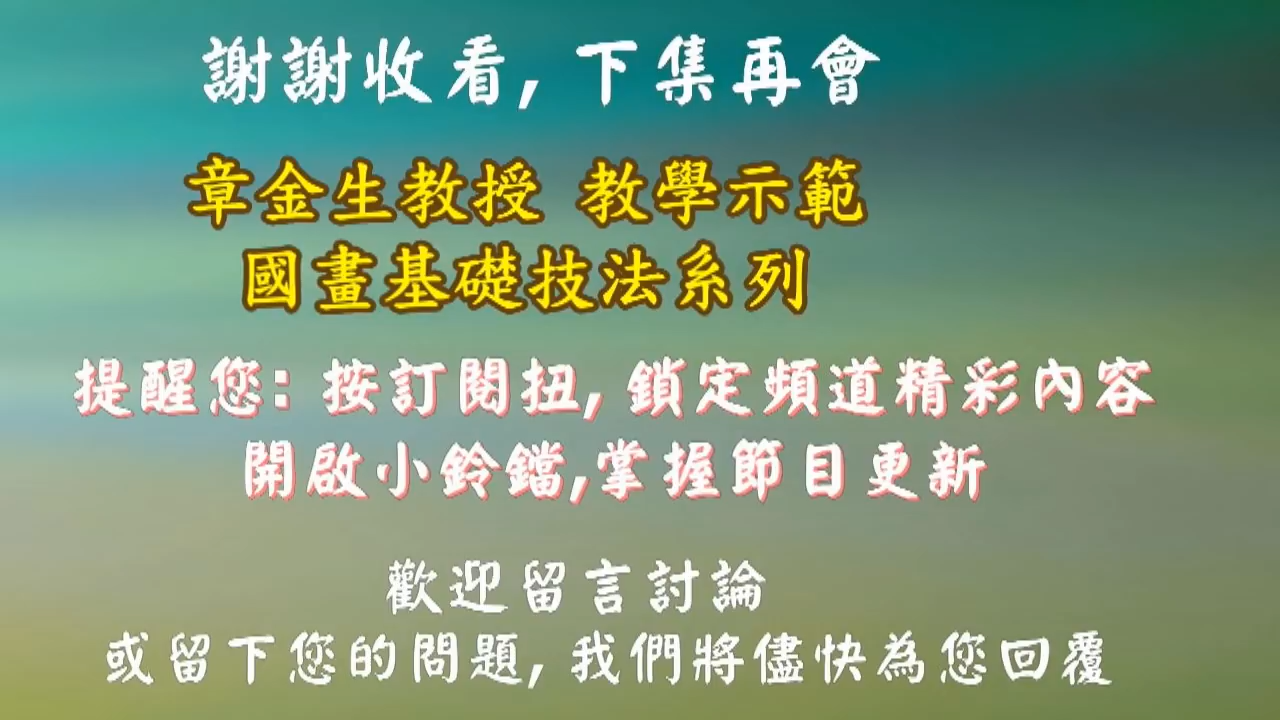 謝謝收看, 下集再會
章金生教授 教學示範
國畫基礎技法系列
提醒您: 按訂閱扭, 鎖定頻道精彩內容
開啟小鈴鐺,掌握節目更新
歡迎留言討論
或留下您的問題, 我們將儘快為您回覆